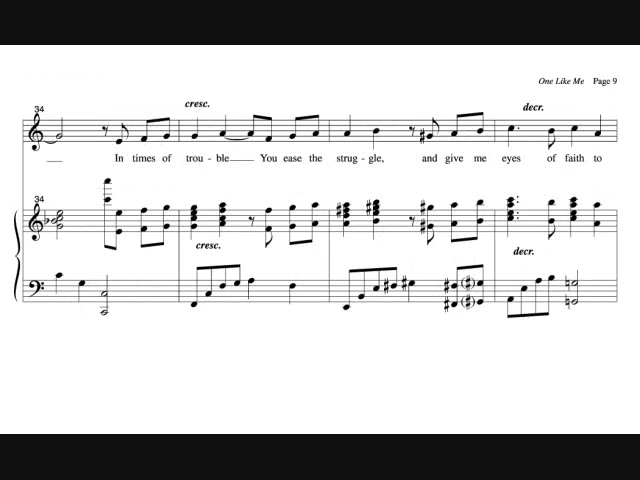 One Like Me Page 9
34
cresc.
decr.
In times of trou - ble You ease the strug - gle, and give me eyes of faith to
34
cresc.
decr.